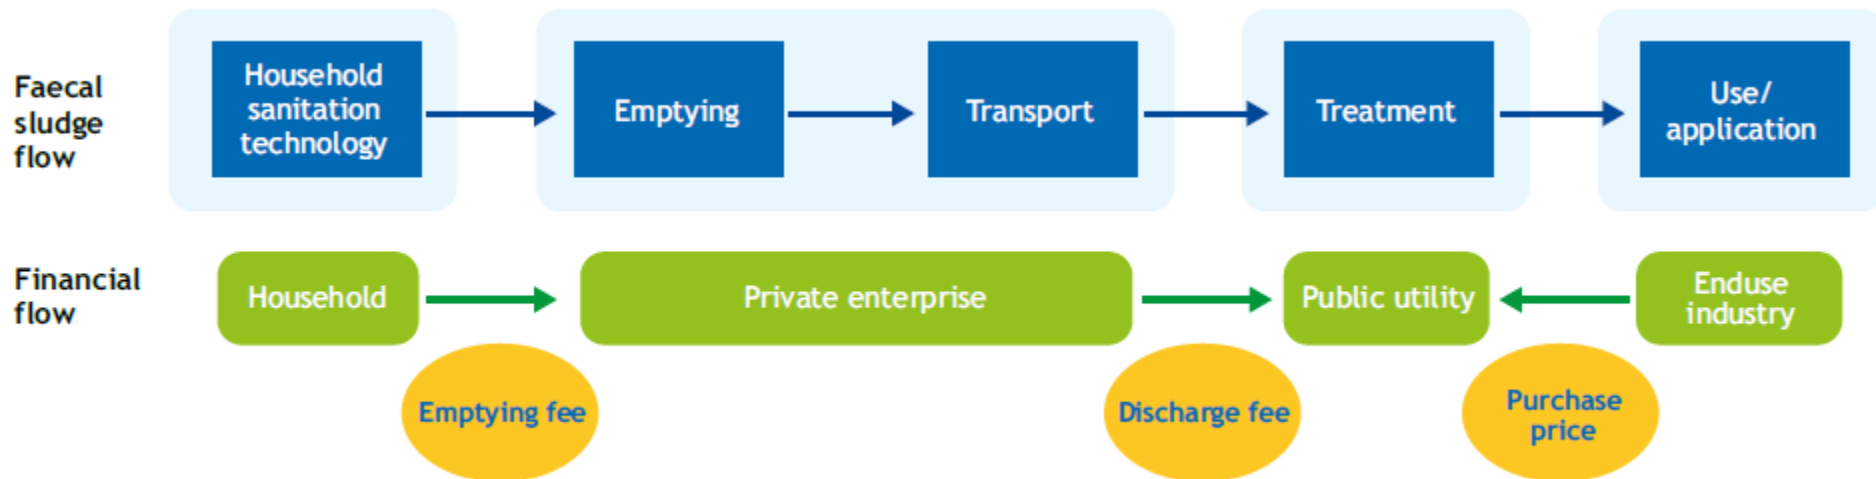 Faecal
sludge
flow
Household
sanitation
technology
Emptying
Transport
Treatment
Use/
application
Financial
flow
Household
Private enterprise
Public utility
Enduse
industry
Emptying fee
Discharge fee
Purchase
price